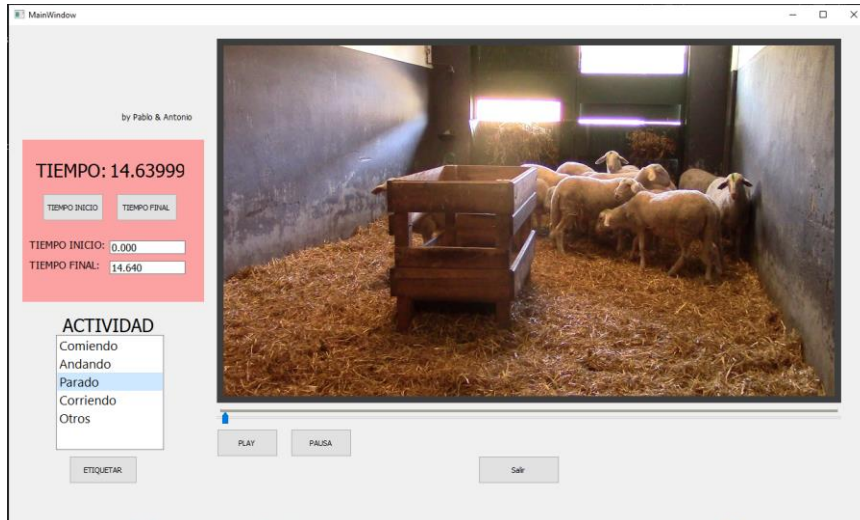 MainWindow
by Pablo & Antonio
TIEMPO: 14.63999
TIEMPO INICIO TIEMPO FINAL
TIEMPO INICIO: 0.000
TIEMPO FINAL: 14.640
ACTIVIDAD
Comiendo
Andando
Parado
Corriendo
Otros
ETIQUETAR
PLAY PAUSA
Salir